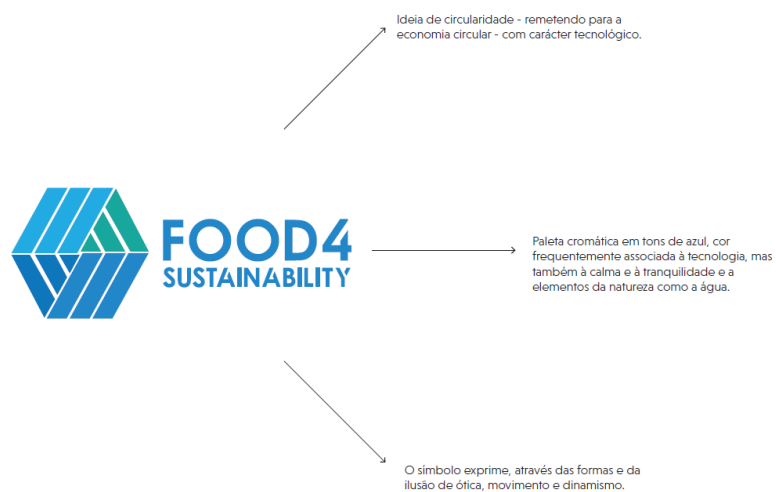 Ideia de circularidade - remetendo para a
economia circular - com carácter tecnológico.
FOOD4
SUSTAINABILITY
Paleta cromática em tons de azul, cor
frequentemente associada à tecnologia, mas
também à calma e à tranquilidade e a
elementos da natureza como a água.
O símbolo exprime, através das formas e da
ilusão de ótica, movimento e dinamismo.